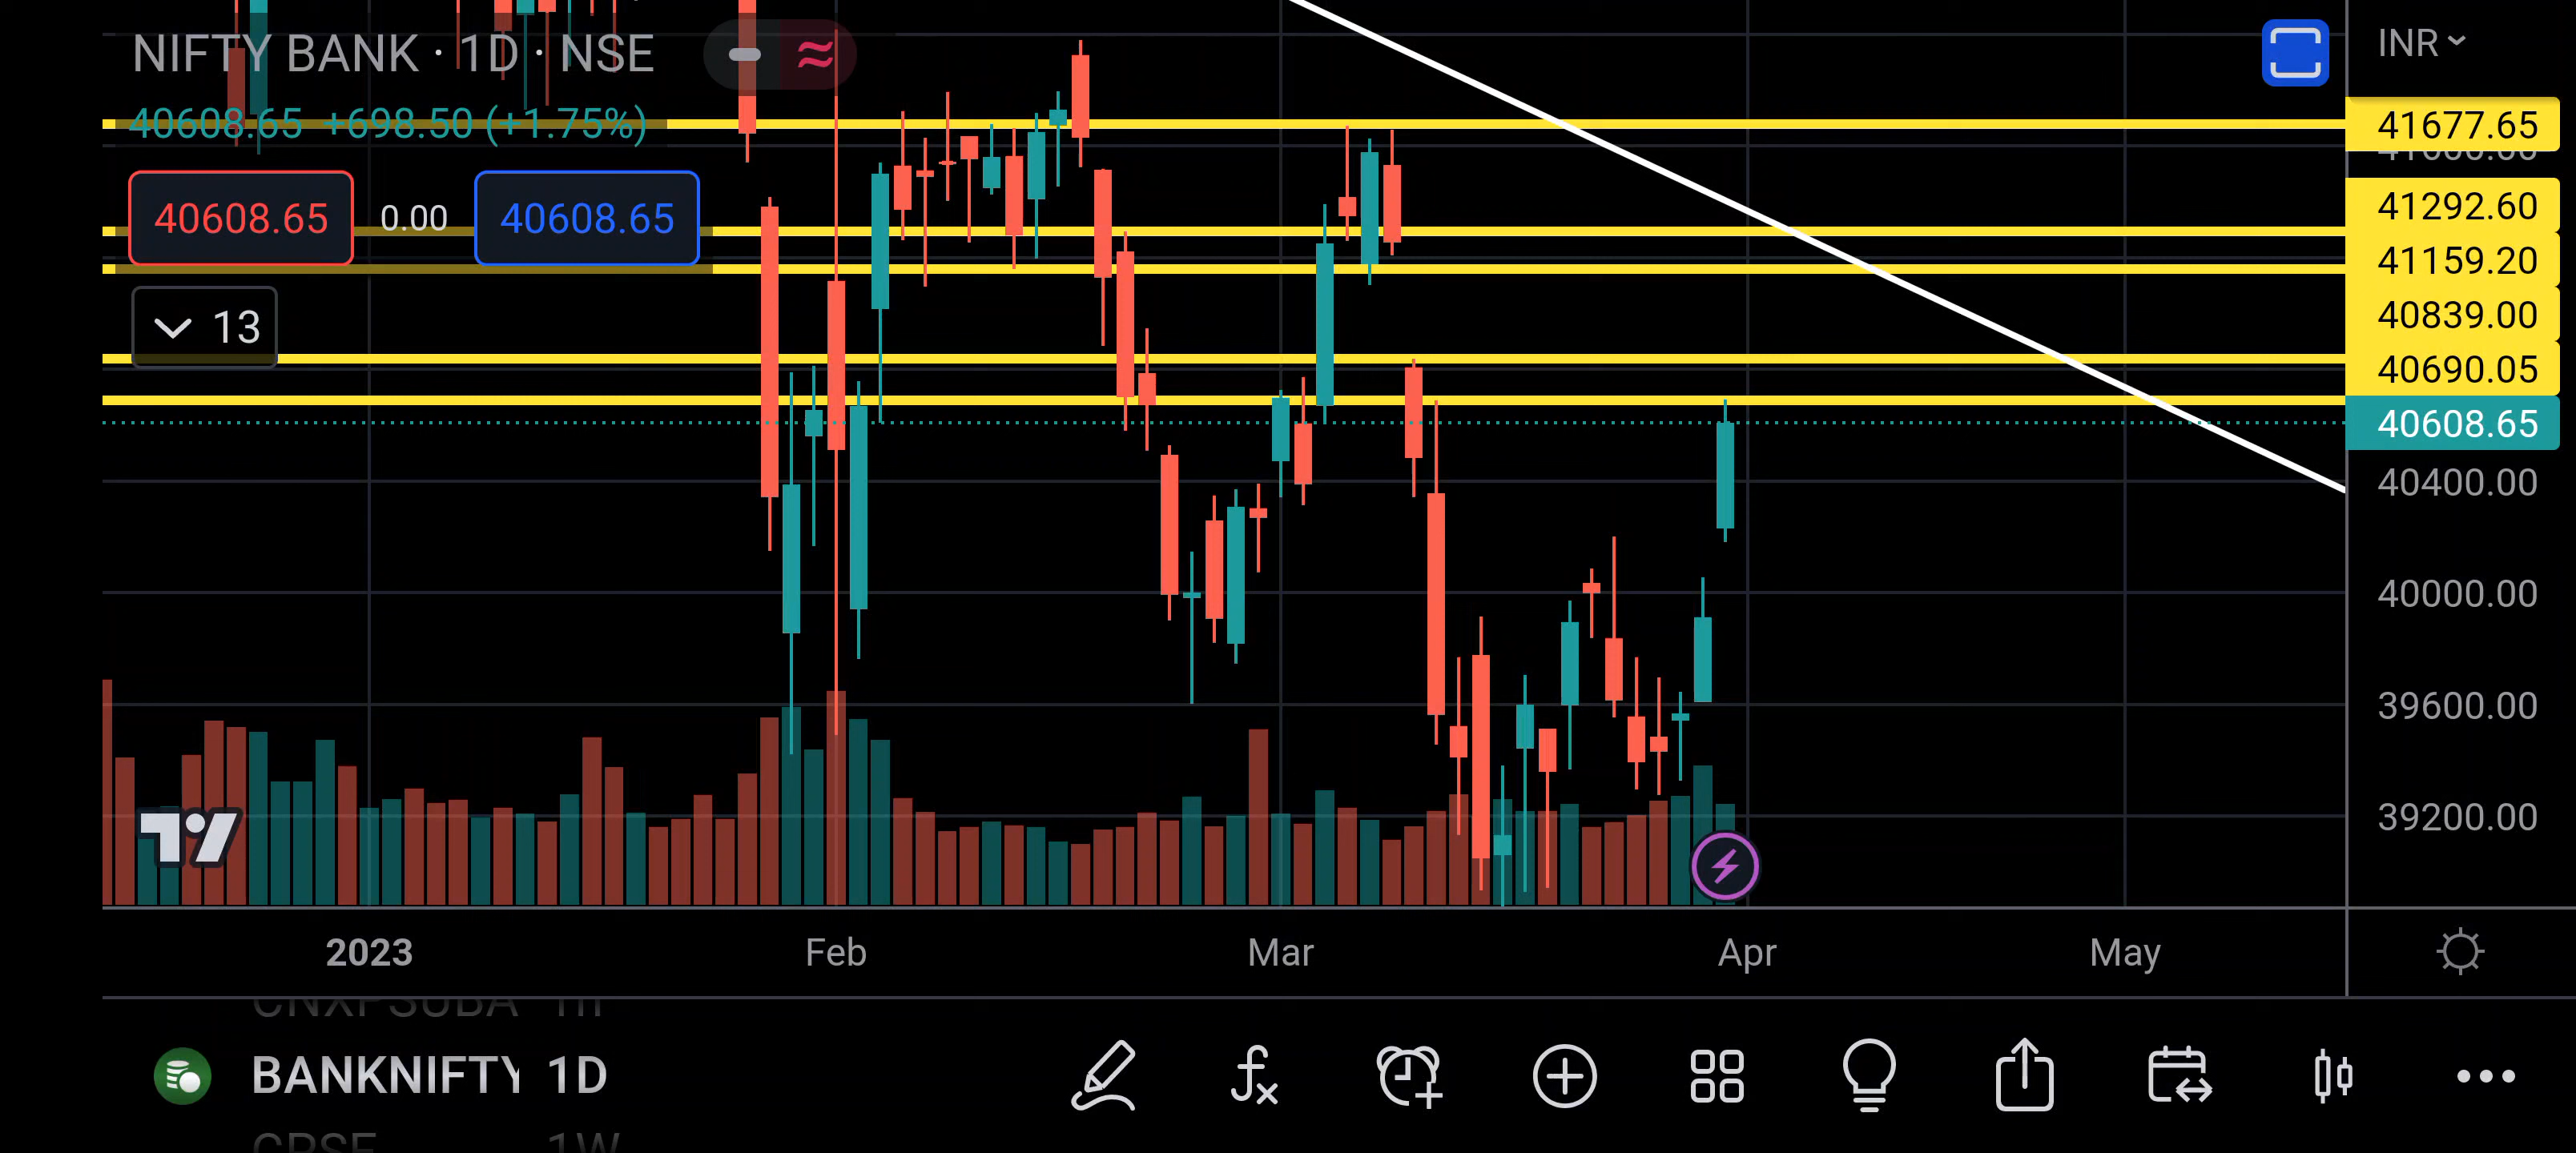 NIFTY BANK · 1D · NSE
40608.65 +698.50 (+1.75%)
40608.65 0.00 40608.65
13
INR
41677.65
41292.60
41159.20
40839.00
40690.05
40608.65
40400.00
40000.00
39600.00
39200.00
2023 Feb Mar Apr May
BANKNIFTY 1D